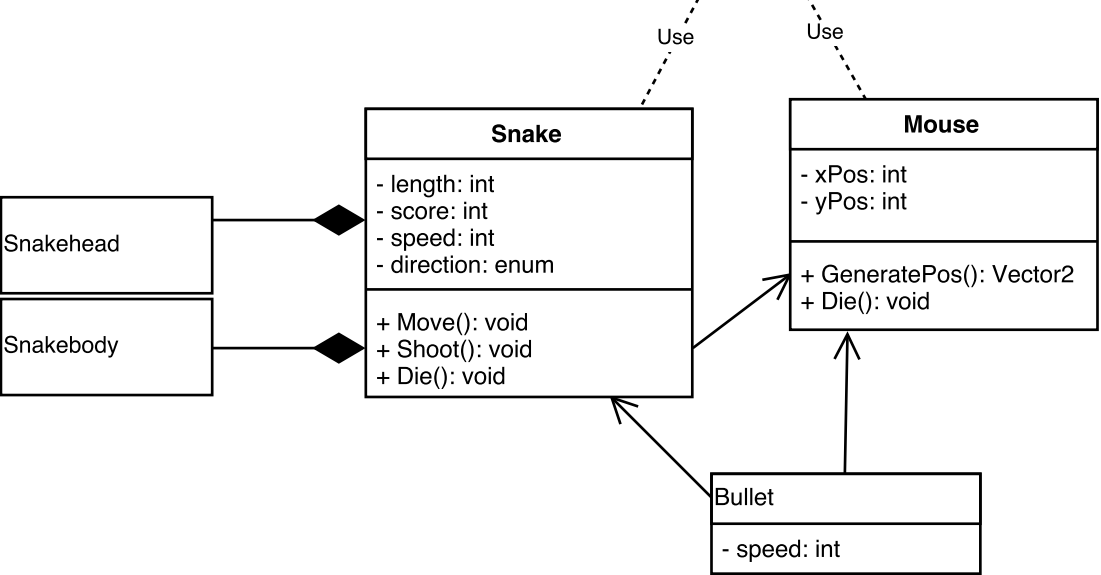 Use
Use
Snake
- length: int
- score: int
- speed: int
- direction: enum
+ Move(): void
+ Shoot(): void
+ Die(): void
Mouse
- xPos: int
- yPos: int
+ GeneratePos(): Vector2
+ Die(): void
Snakehead
Snakebody
Bullet
- speed: int